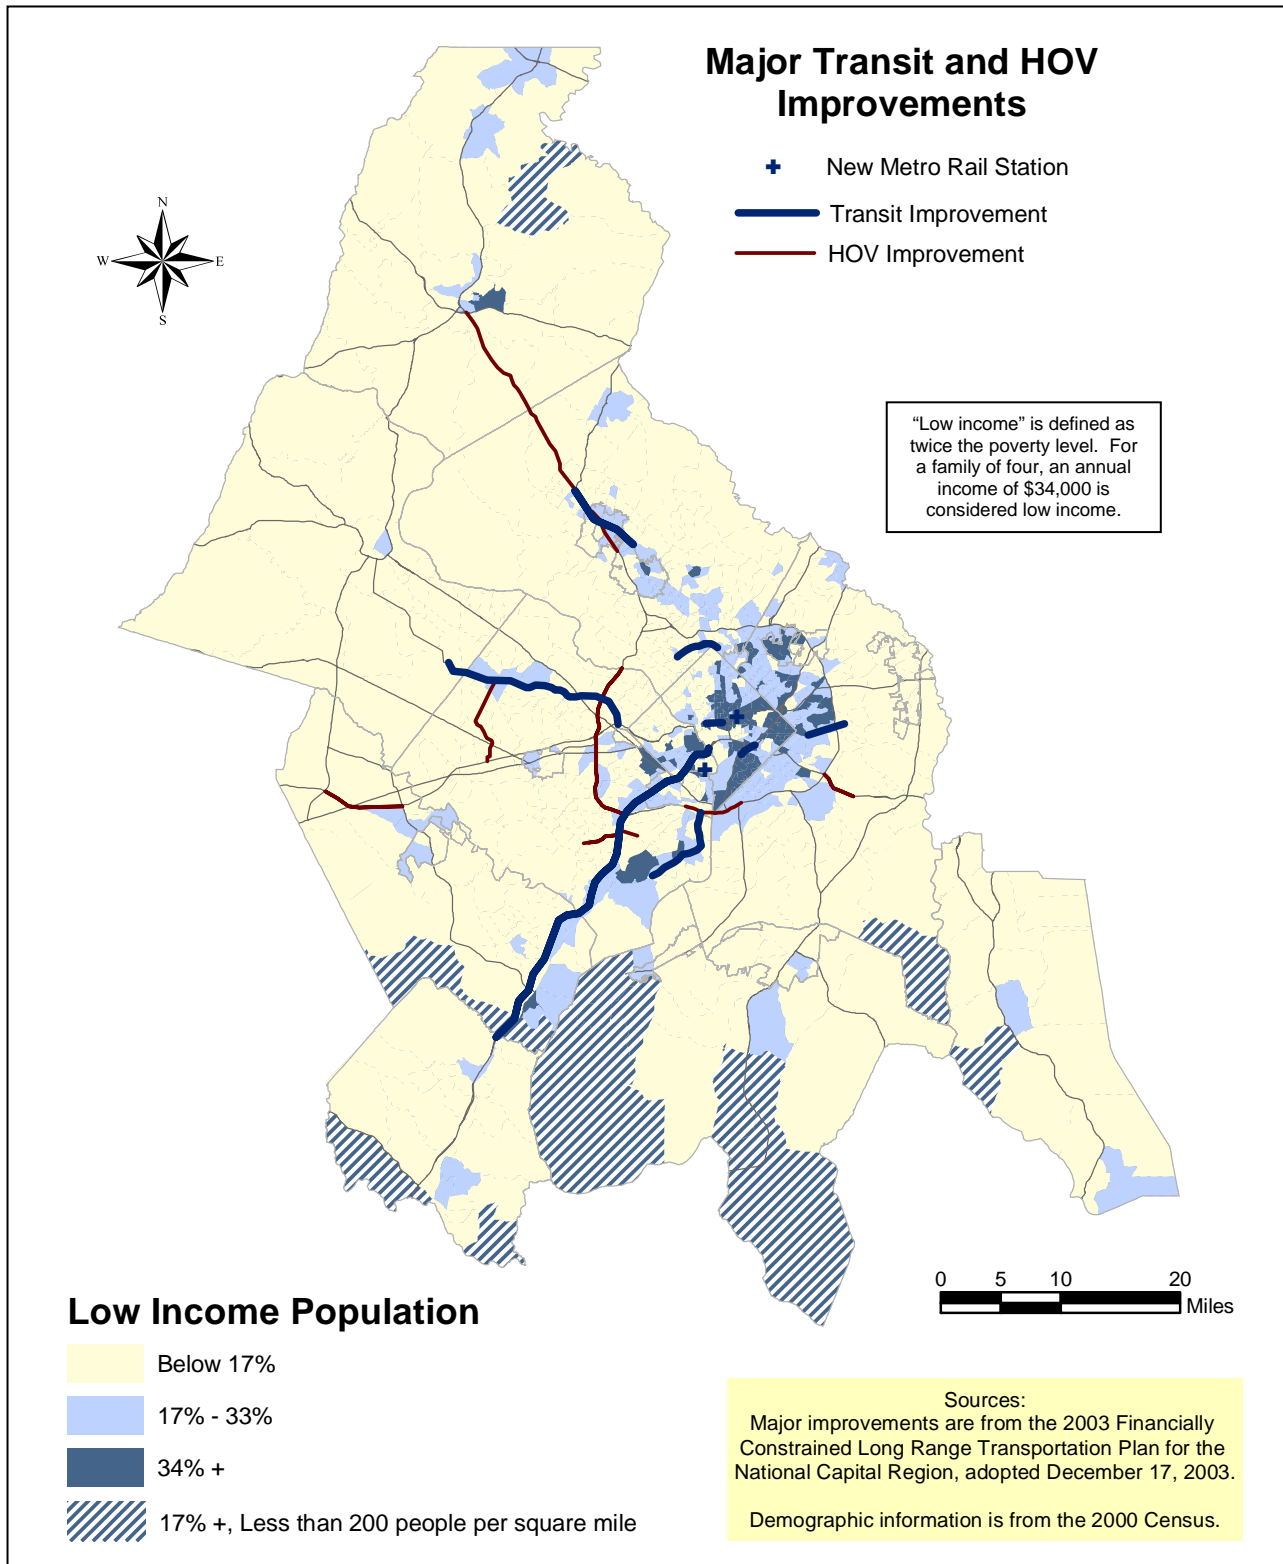 Major Transit and HOV
Improvements
New Metro Rail Station
Transit Improvement
HOV Improvement
N
W
E
S
“Low income” is defined as
twice the poverty level. For
a family of four, an annual
income of $34,000 is
considered low income.
0 5 10 20
Miles
Low Income Population
Below 17%
17% - 33%
34% +
17% +, Less than 200 people per square mile
Sources:
Major improvements are from the 2003 Financially
Constrained Long Range Transportation Plan for the
National Capital Region, adopted December 17, 2003.
Demographic information is from the 2000 Census.